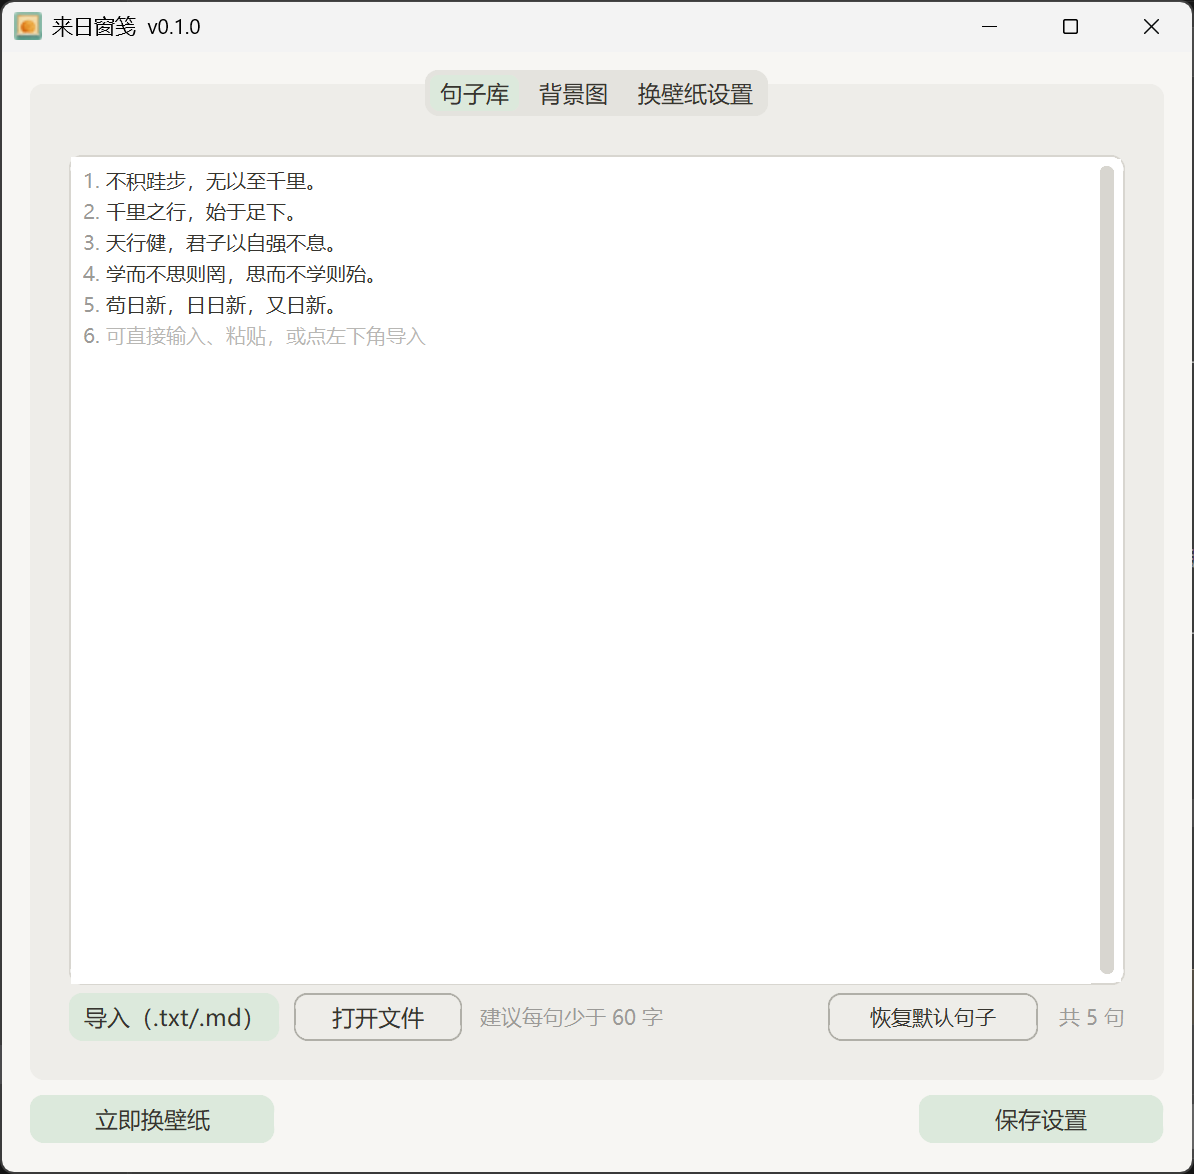 来日窗笺 v0.1.0
句子库 背景图 换壁纸设置
1. 不积跬步，无以至千里。
2. 千里之行，始于足下。
3. 天行健，君子以自强不息。
4. 学而不思则罔，思而不学则殆。
5. 苟日新，日日新，又日新。
6. 可直接输入、粘贴，或点左下角导入
导入（.txt/.md） 打开文件 建议每句少于 60 字 恢复默认句子 共 5 句
立即换壁纸 保存设置